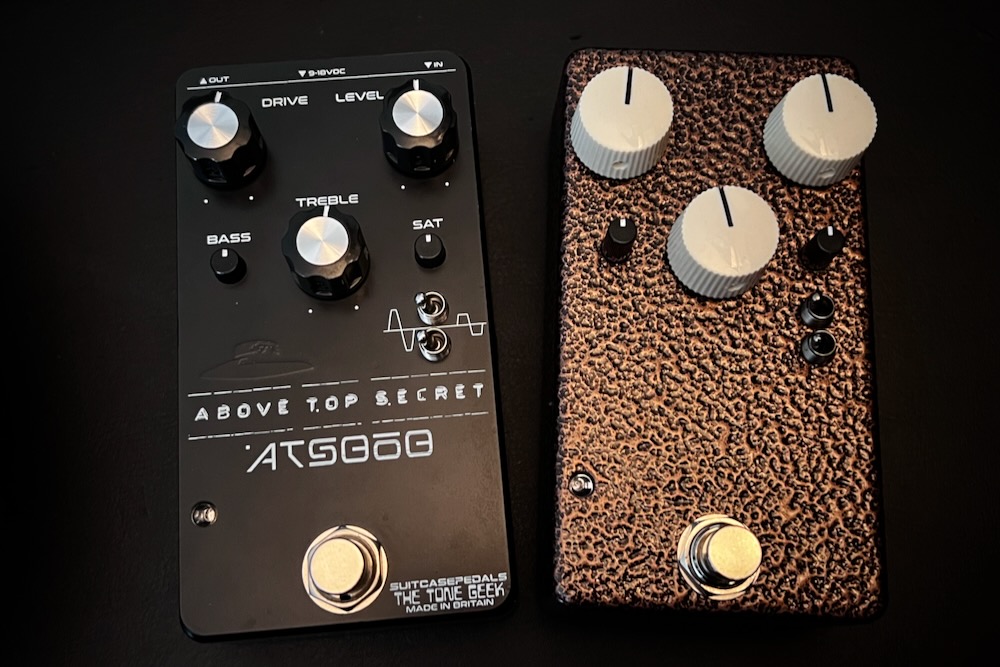 ▲OUT ▼9-18VDC ▼IN
DRIVE LEVEL
TREBLE
BASS SAT
ABOVE TOP SECRET
SUITCASEPEDALS
THE TONE GEEK
MADE IN BRITAIN